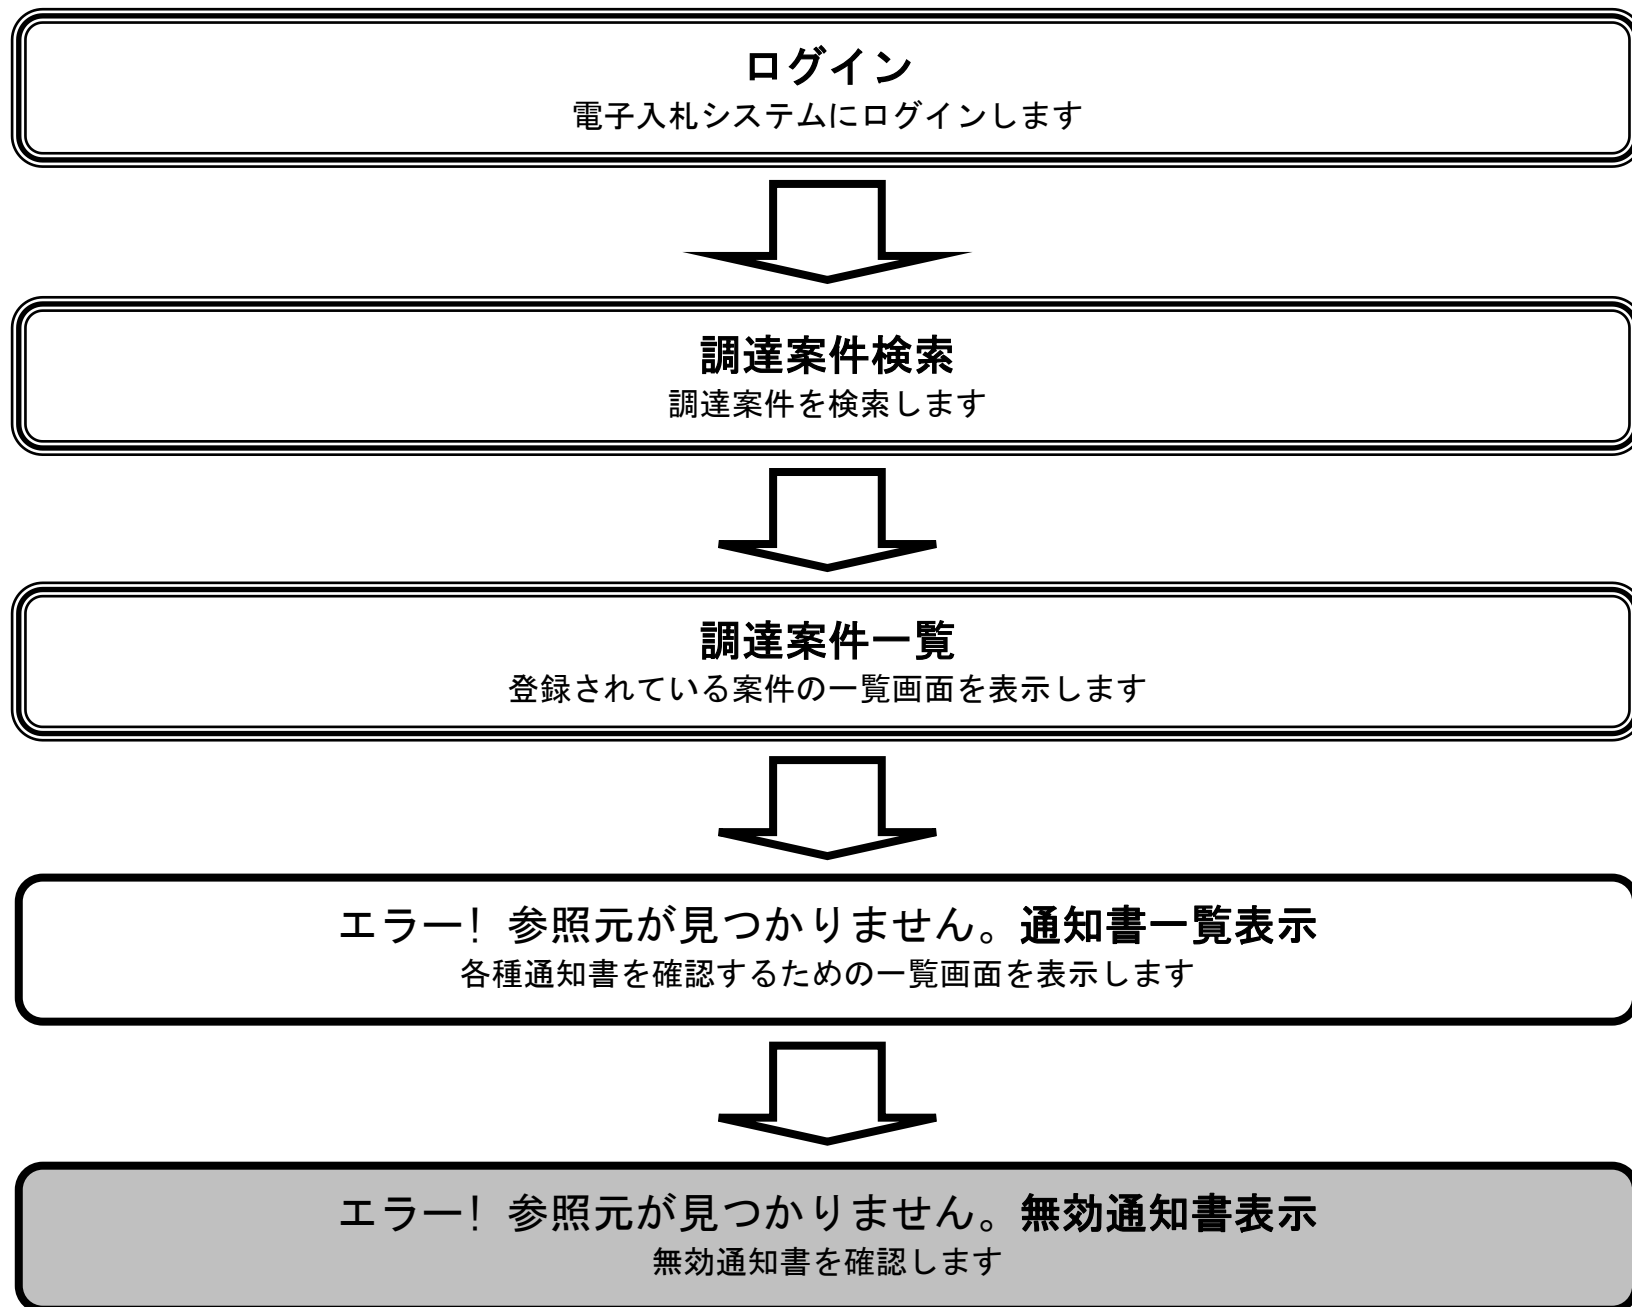 ログイン
電子入札システムにログインします
調達案件検索
調達案件を検索します
調達案件一覧
登録されている案件の一覧画面を表示します
エラー! 参照元が見つかりません。通知書一覧表示
各種通知書を確認するための一覧画面を表示します
エラー! 参照元が見つかりません。無効通知書表示
無効通知書を確認します